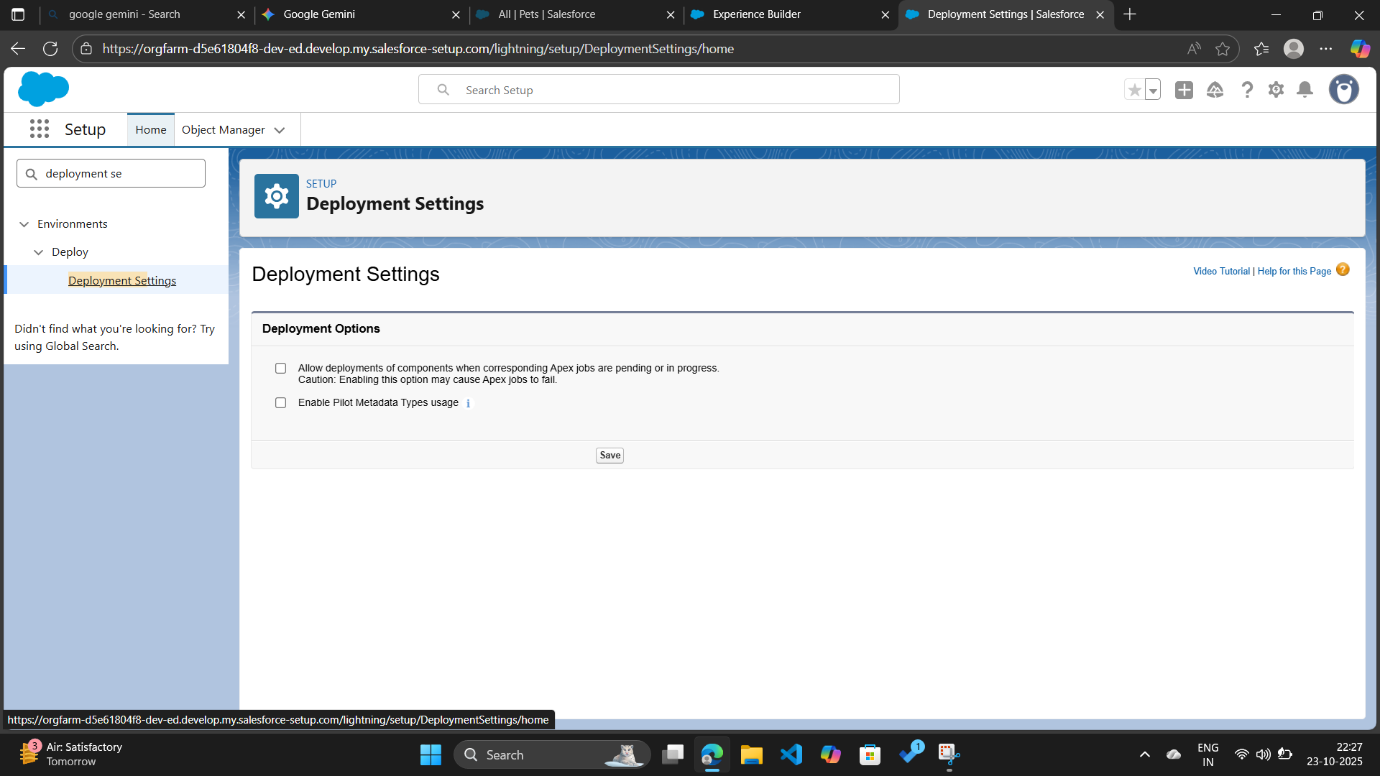 google gemini - Search
Google Gemini
All | Pets | Salesforce
Experience Builder
Deployment Settings | Salesforce
https://orgfarm-d5e61804f8-dev-ed.develop.my.salesforce-setup.com/lightning/setup/DeploymentSettings/home
Search Setup
Setup
Home
Object Manager
deployment se
SETUP
Deployment Settings
Environments
Deploy
Deployment Settings
Didn't find what you're looking for? Try
using Global Search.
Deployment Settings
Video Tutorial | Help for this Page
Deployment Options
Allow deployments of components when corresponding Apex jobs are pending or in progress.
Caution: Enabling this option may cause Apex jobs to fail.
Enable Pilot Metadata Types usage
Save
https://orgfarm-d5e61804f8-dev-ed.develop.my.salesforce-setup.com/lightning/setup/DeploymentSettings/home
3
Air: Satisfactory
Tomorrow
Search
1
ENG
IN
22:27
23-10-2025